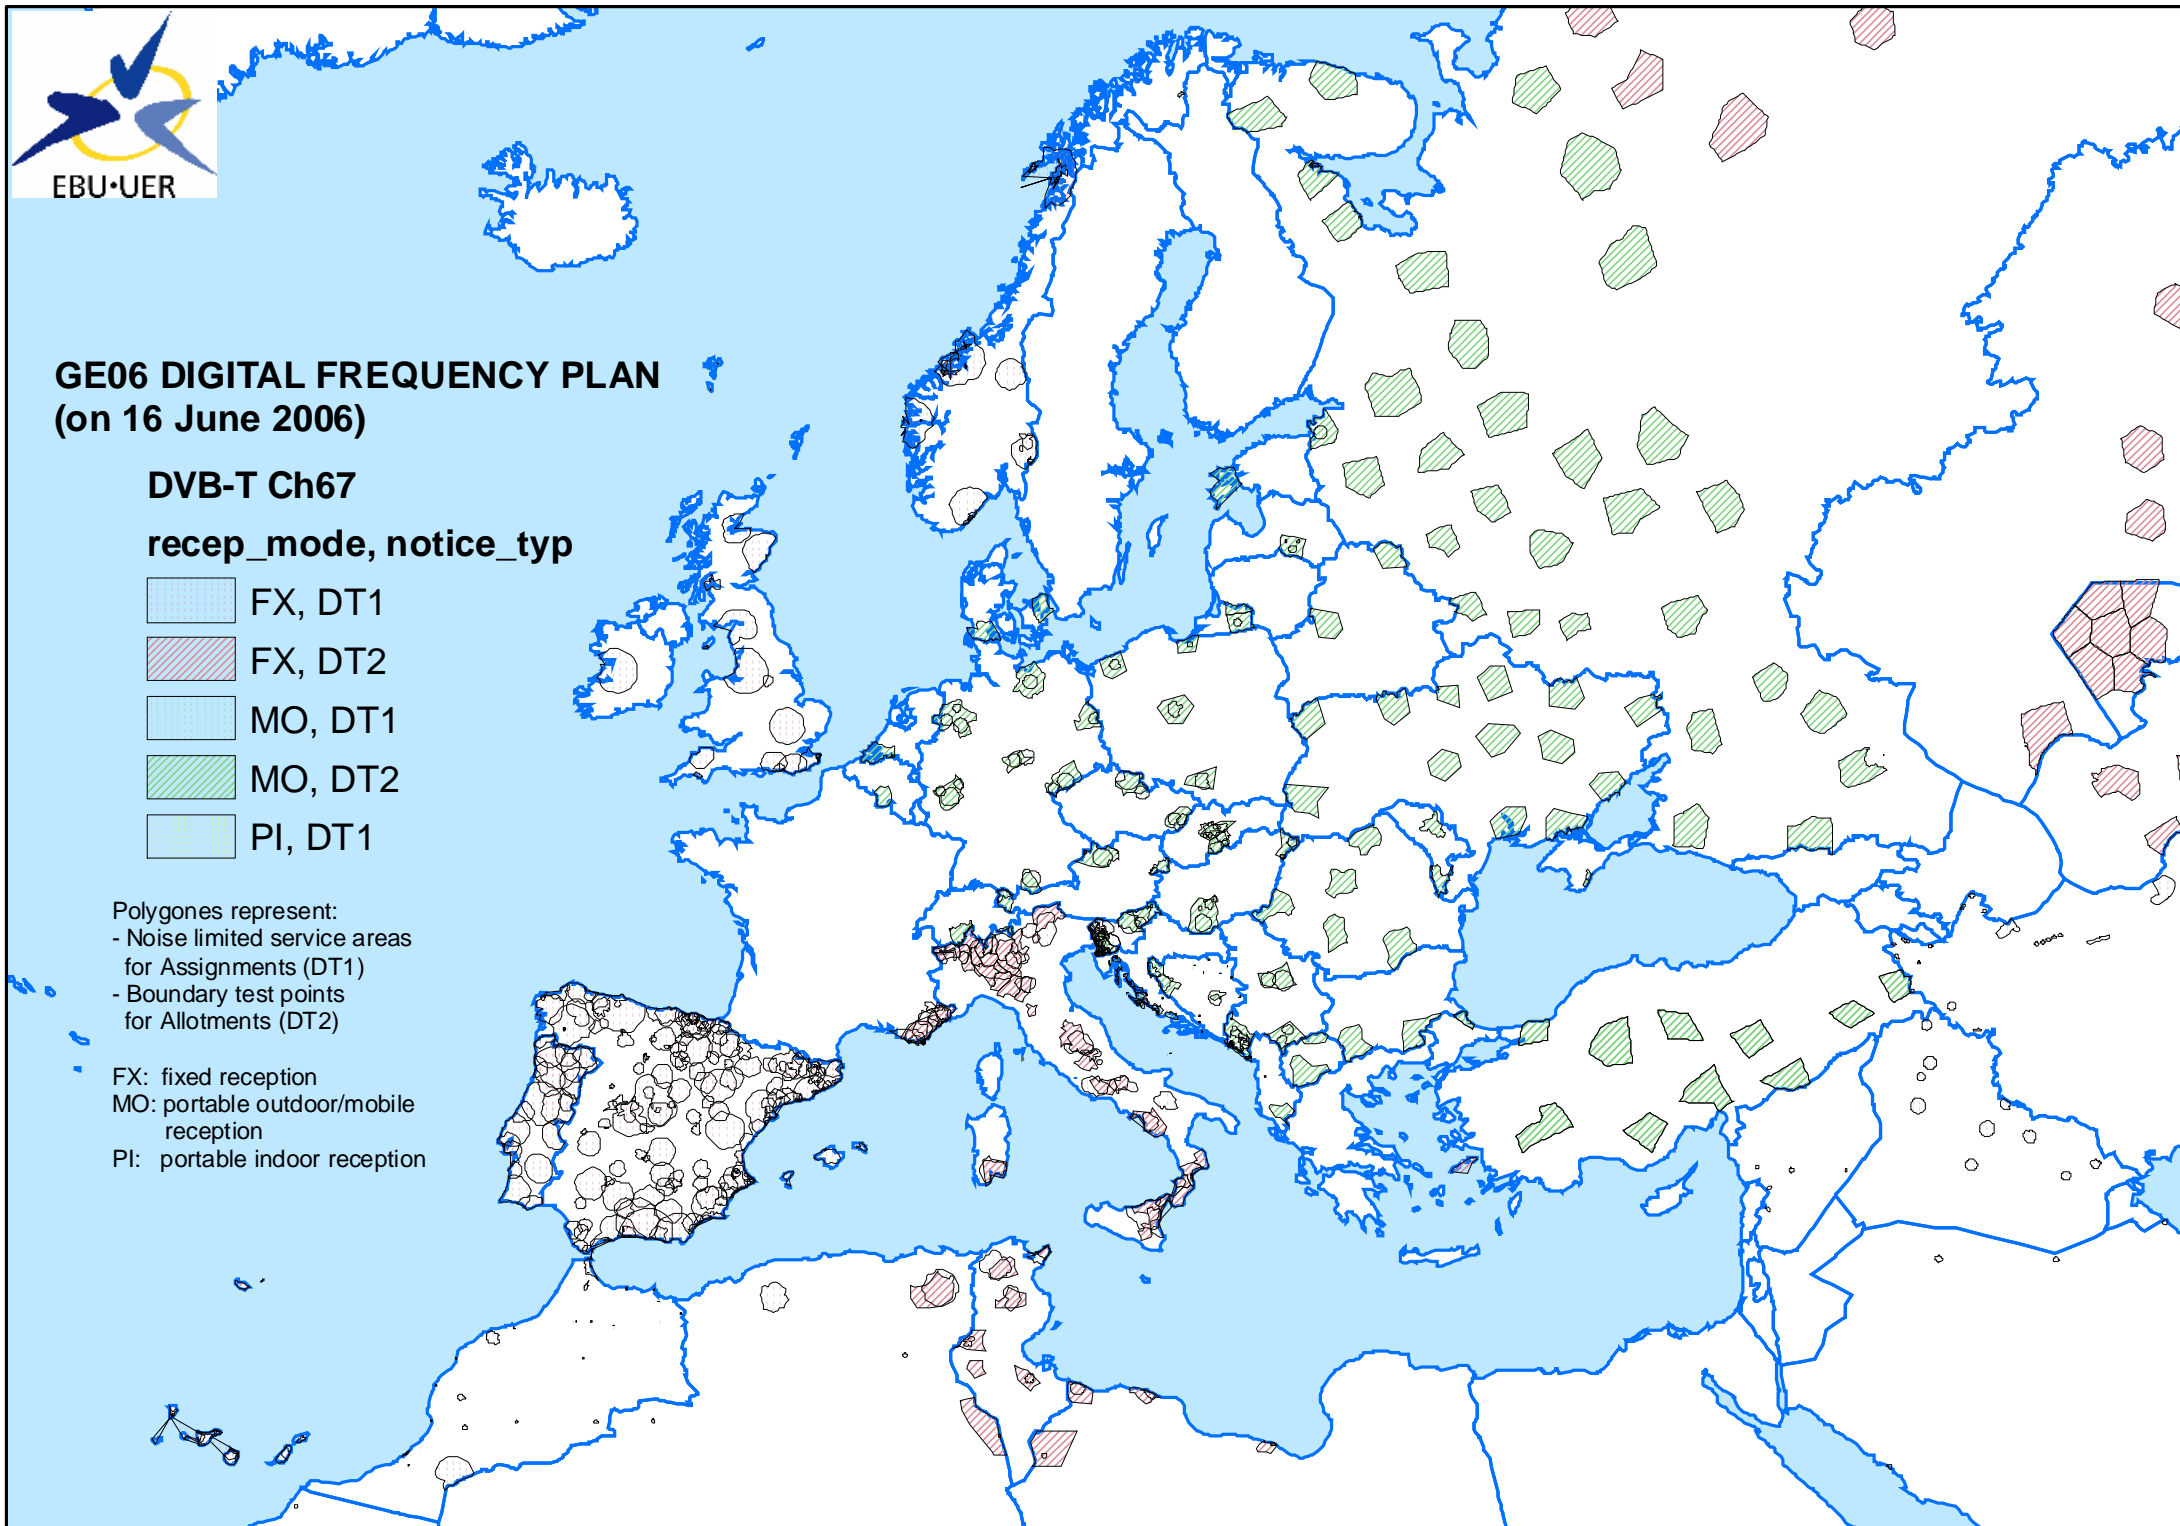 EBU·UER
GE06 DIGITAL FREQUENCY PLAN
(on 16 June 2006)
DVB-T Ch67
recep_mode, notice_typ
FX, DT1
FX, DT2
MO, DT1
MO, DT2
PI, DT1
Polygones represent:
- Noise limited service areas
for Assignments (DT1)
- Boundary test points
for Allotments (DT2)
FX: fixed reception
MO: portable outdoor/mobile
reception
PI: portable indoor reception